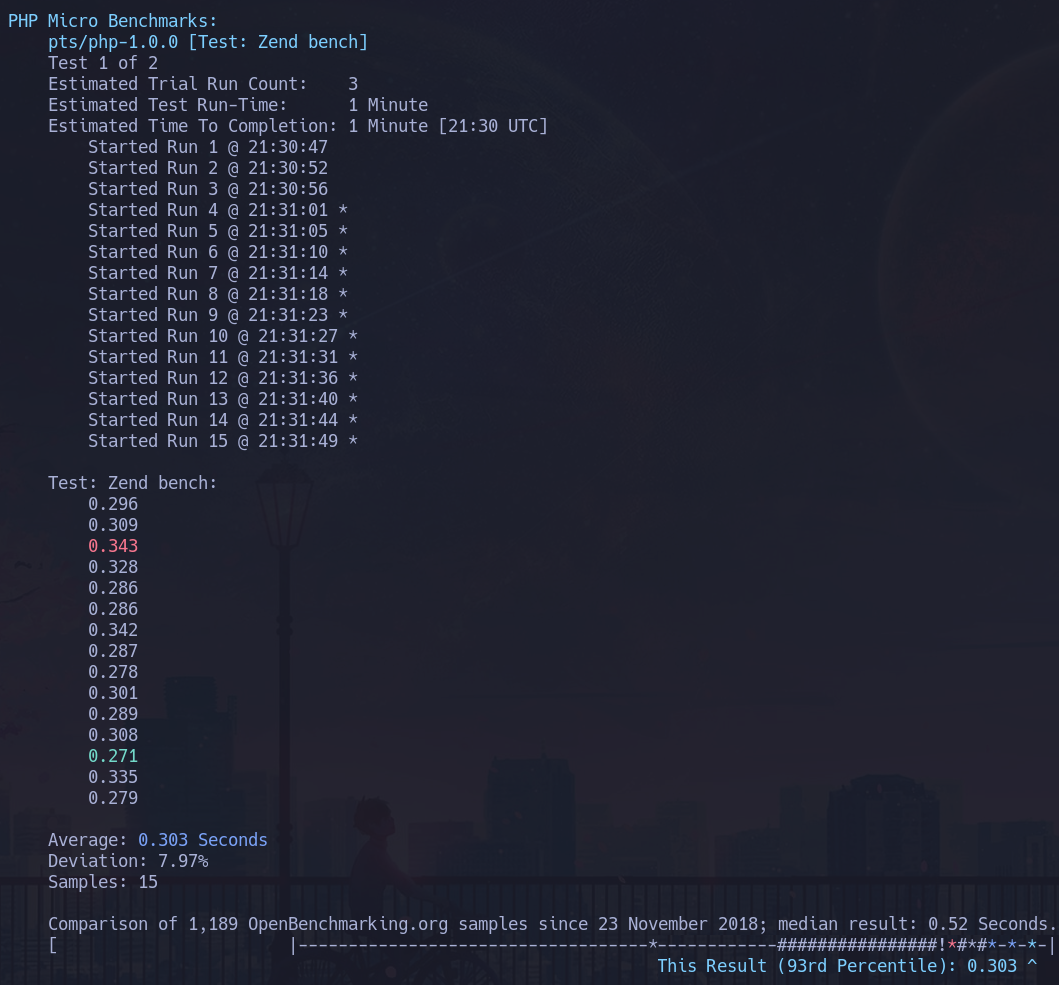 PHP Micro Benchmarks:
pts/php-1.0.0 [Test: Zend bench]
Test 1 of 2
Estimated Trial Run Count:    3
Estimated Test Run-Time:      1 Minute
Estimated Time To Completion: 1 Minute [21:30 UTC]
Started Run 1 @ 21:30:47
Started Run 2 @ 21:30:52
Started Run 3 @ 21:30:56
Started Run 4 @ 21:31:01 *
Started Run 5 @ 21:31:05 *
Started Run 6 @ 21:31:10 *
Started Run 7 @ 21:31:14 *
Started Run 8 @ 21:31:18 *
Started Run 9 @ 21:31:23 *
Started Run 10 @ 21:31:27 *
Started Run 11 @ 21:31:31 *
Started Run 12 @ 21:31:36 *
Started Run 13 @ 21:31:40 *
Started Run 14 @ 21:31:44 *
Started Run 15 @ 21:31:49 *
Test: Zend bench:
0.296
0.309
0.343
0.328
0.286
0.286
0.342
0.287
0.278
0.301
0.289
0.308
0.271
0.335
0.279
Average: 0.303 Seconds
Deviation: 7.97%
Samples: 15
Comparison of 1,189 OpenBenchmarking.org samples since 23 November 2018; median result: 0.52 Seconds.
[                       |-----------------------------------*------------################!*#*#*-*-*-|
This Result (93rd Percentile): 0.303 ^